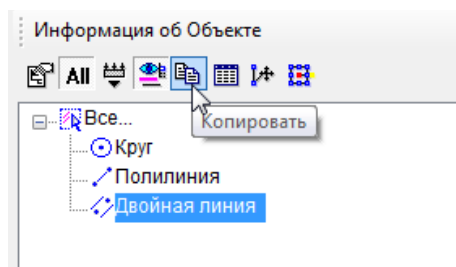 Информация об Объекте
All
Все...
Копировать
Круг
Полилиния
Двойная линия